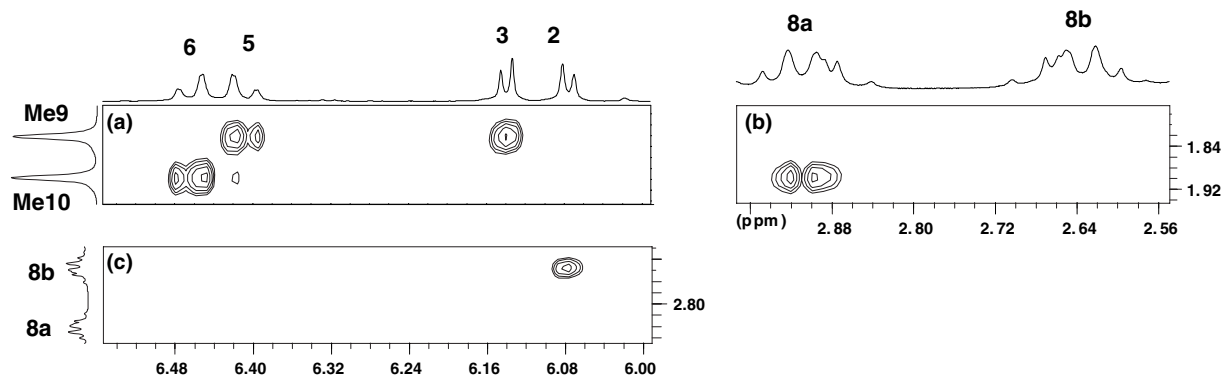 6 5 3 2
Me9
(a)
Me10
8b
(c)
8a
2.80
6.48 6.40 6.32 6.24 6.16 6.08 6.00
8a 8b
(b)
1.84
1.92
(ppm) 2.88 2.80 2.72 2.64 2.56